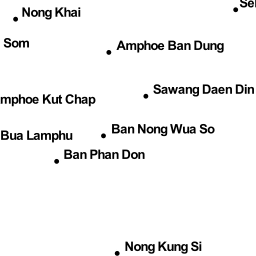 Nong Khai
Som
Amphoe Ban Dung
Sawang Daen Din
mphoe Kut Chap
Ban Nong Wua So
Bua Lamphu
Ban Phan Don
Nong Kung Si